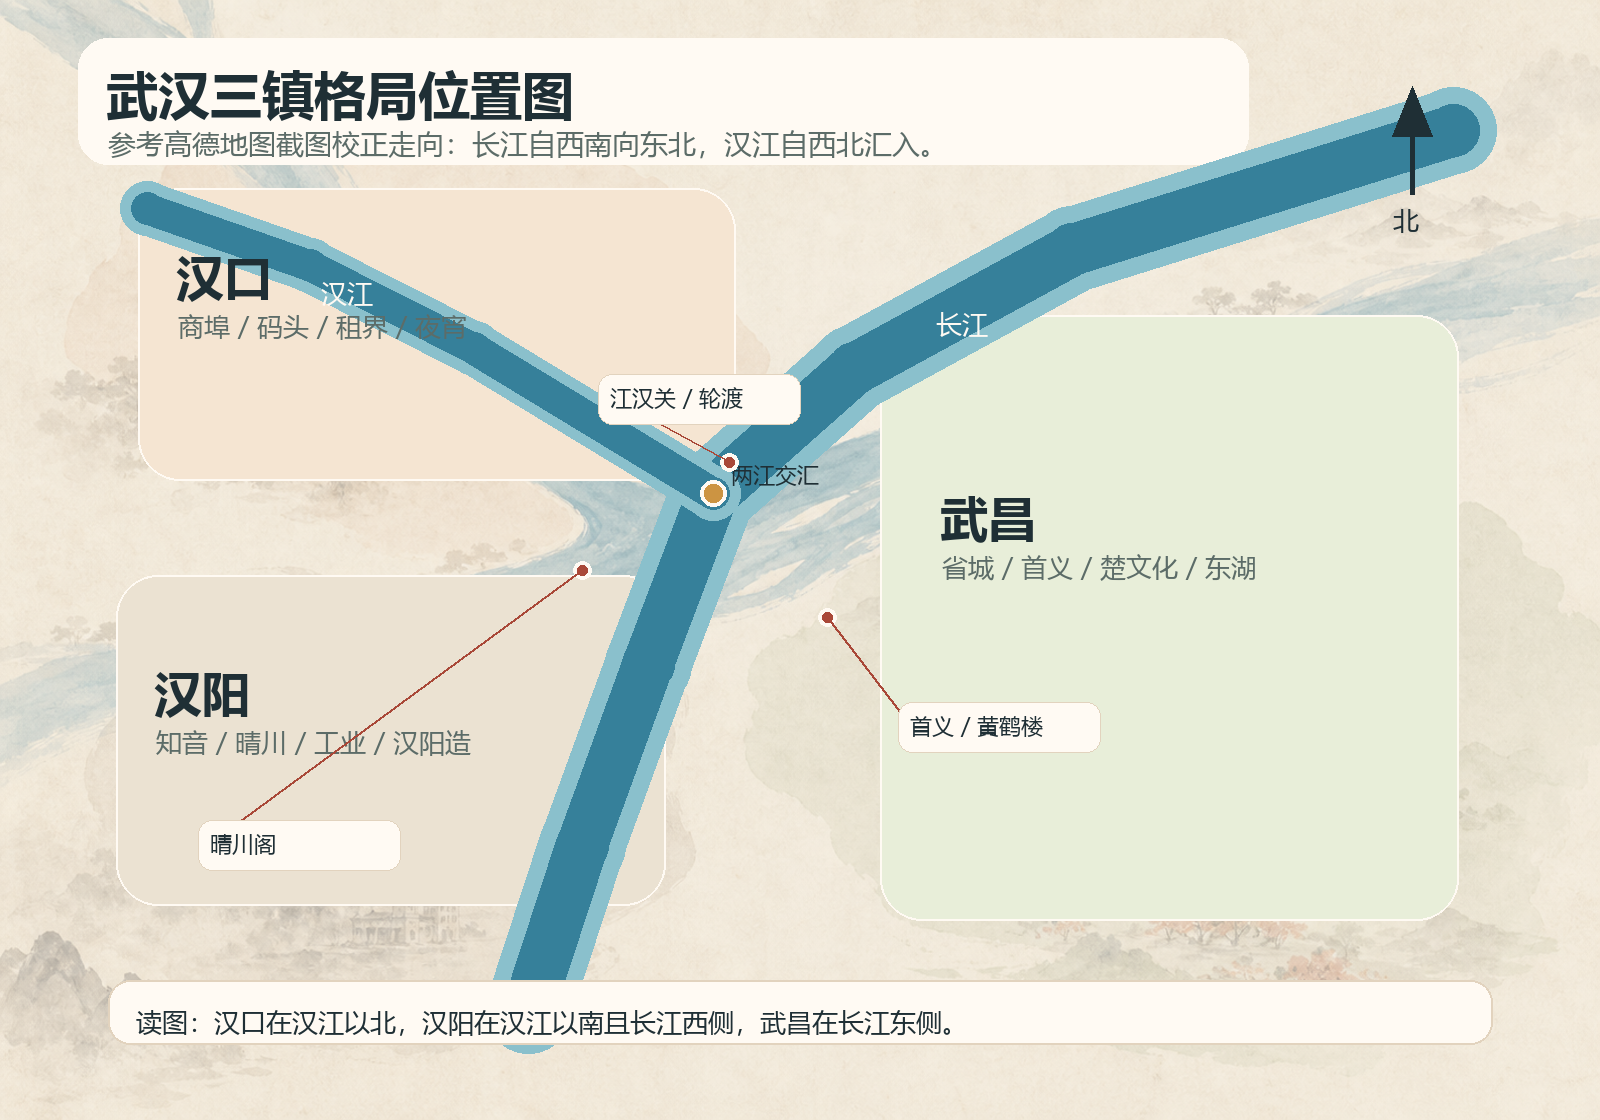 武汉三镇格局位置图
参考高德地图截图校正走向：长江自西南向东北，汉江自西北汇入。
北
汉口
汉江
商埠 / 码头 / 租界 / 夜宵
长江
江汉关 / 轮渡
两江交汇
武昌
省城 / 首义 / 楚文化 / 东湖
汉阳
知音 / 晴川 / 工业 / 汉阳造
首义 / 黄鹤楼
晴川阁
读图：汉口在汉江以北，汉阳在汉江以南且长江西侧，武昌在长江东侧。